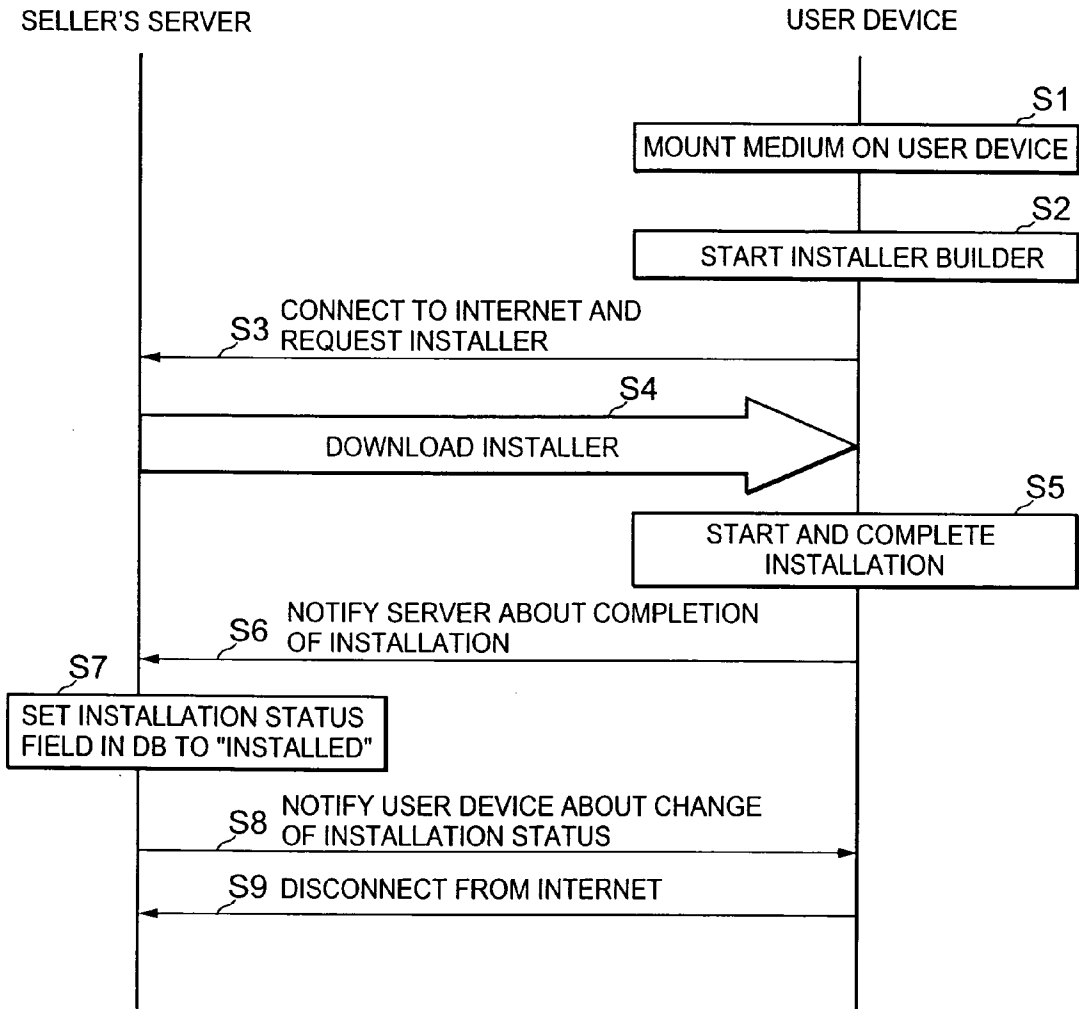 SELLER'S SERVER
USER DEVICE
S1
MOUNT MEDIUM ON USER DEVICE
S2
START INSTALLER BUILDER
S3
CONNECT TO INTERNET AND
REQUEST INSTALLER
S4
DOWNLOAD INSTALLER
S5
START AND COMPLETE
INSTALLATION
S6
NOTIFY SERVER ABOUT COMPLETION
OF INSTALLATION
S7
SET INSTALLATION STATUS
FIELD IN DB TO "INSTALLED"
S8
NOTIFY USER DEVICE ABOUT CHANGE
OF INSTALLATION STATUS
S9 DISCONNECT FROM INTERNET